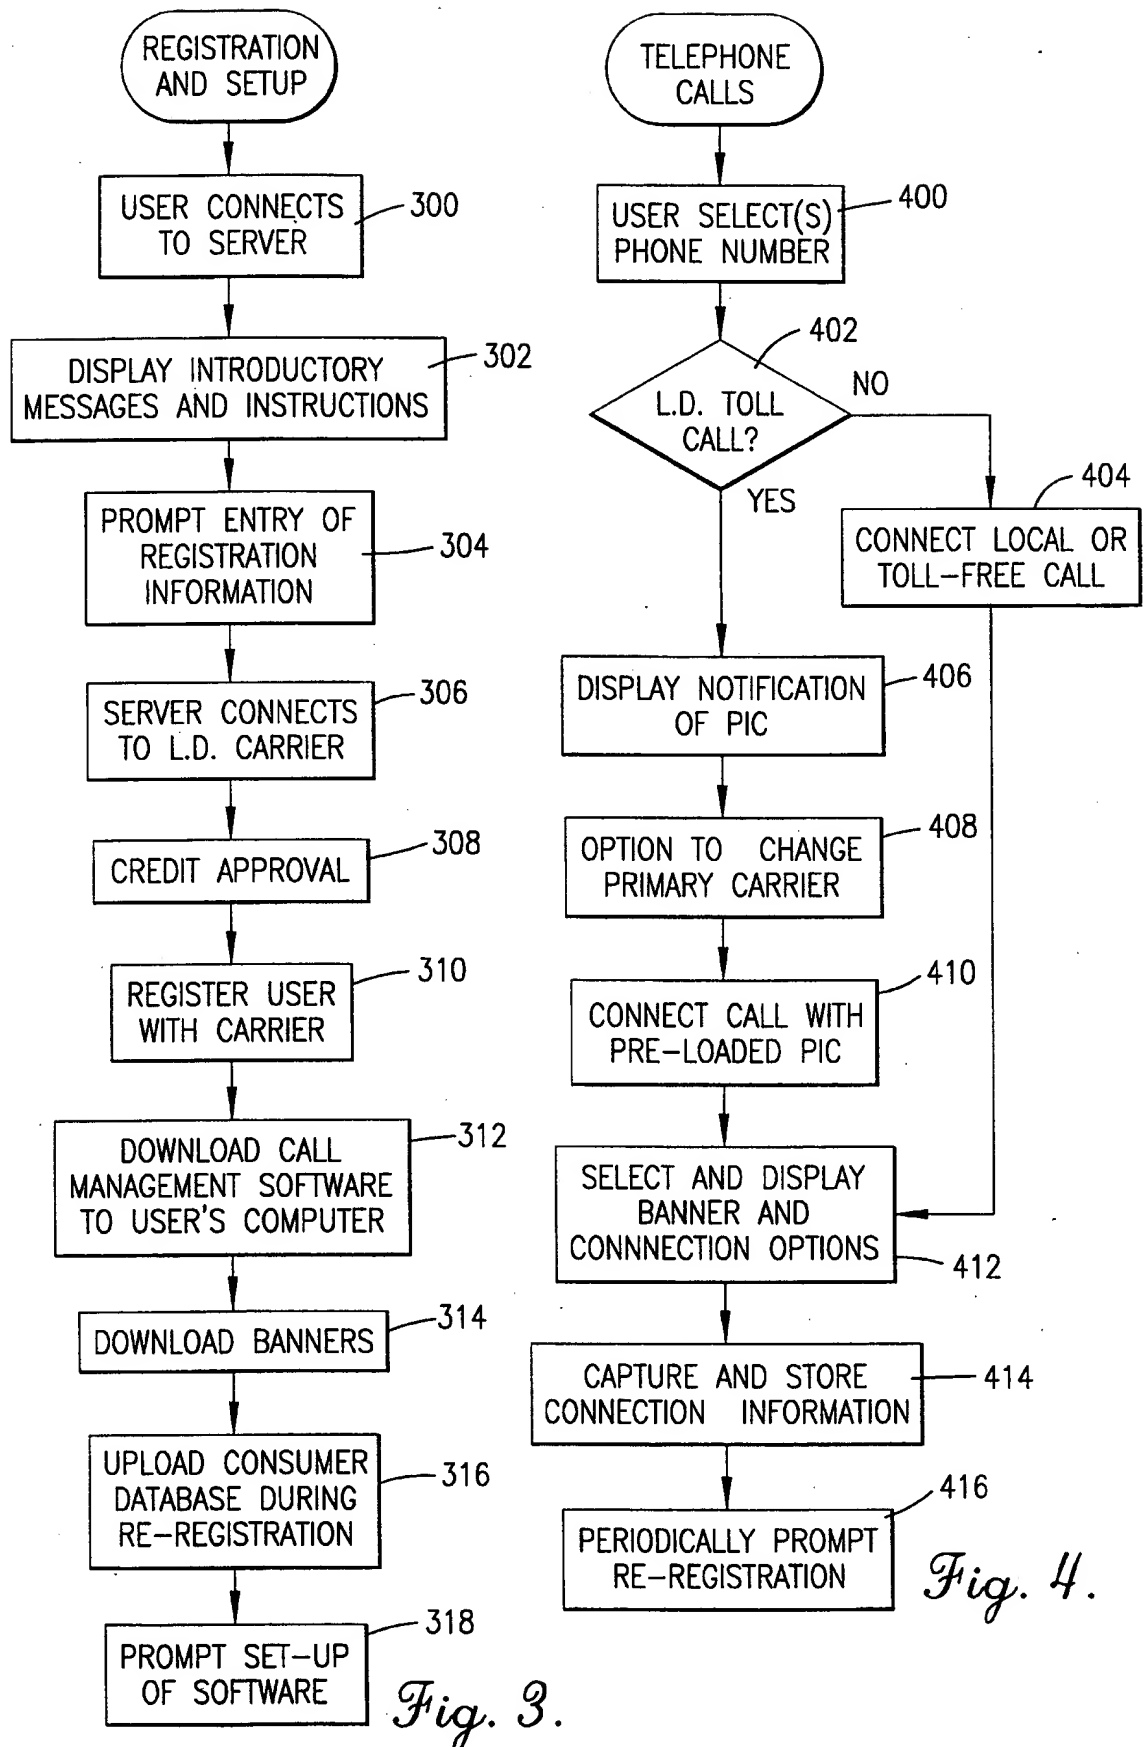 REGISTRATION
AND SETUP
USER CONNECTS
TO SERVER
300
DISPLAY INTRODUCTORY
MESSAGES AND INSTRUCTIONS
302
PROMPT ENTRY OF
REGISTRATION
INFORMATION
304
SERVER CONNECTS
TO L.D. CARRIER
306
CREDIT APPROVAL
308
REGISTER USER
WITH CARRIER
310
DOWNLOAD CALL
MANAGEMENT SOFTWARE
TO USER'S COMPUTER
312
DOWNLOAD BANNERS
314
UPLOAD CONSUMER
DATABASE DURING
RE-REGISTRATION
316
PROMPT SET-UP
OF SOFTWARE
318
Fig. 3.
TELEPHONE
CALLS
USER SELECT(S)
PHONE NUMBER
400
L.D. TOLL
CALL?
402
NO
YES
CONNECT LOCAL OR
TOLL-FREE CALL
404
DISPLAY NOTIFICATION
OF PIC
406
OPTION TO CHANGE
PRIMARY CARRIER
408
CONNECT CALL WITH
PRE-LOADED PIC
410
SELECT AND DISPLAY
BANNER AND
CONNNECTION OPTIONS
412
CAPTURE AND STORE
CONNECTION INFORMATION
414
PERIODICALLY PROMPT
RE-REGISTRATION
416
Fig. 4.